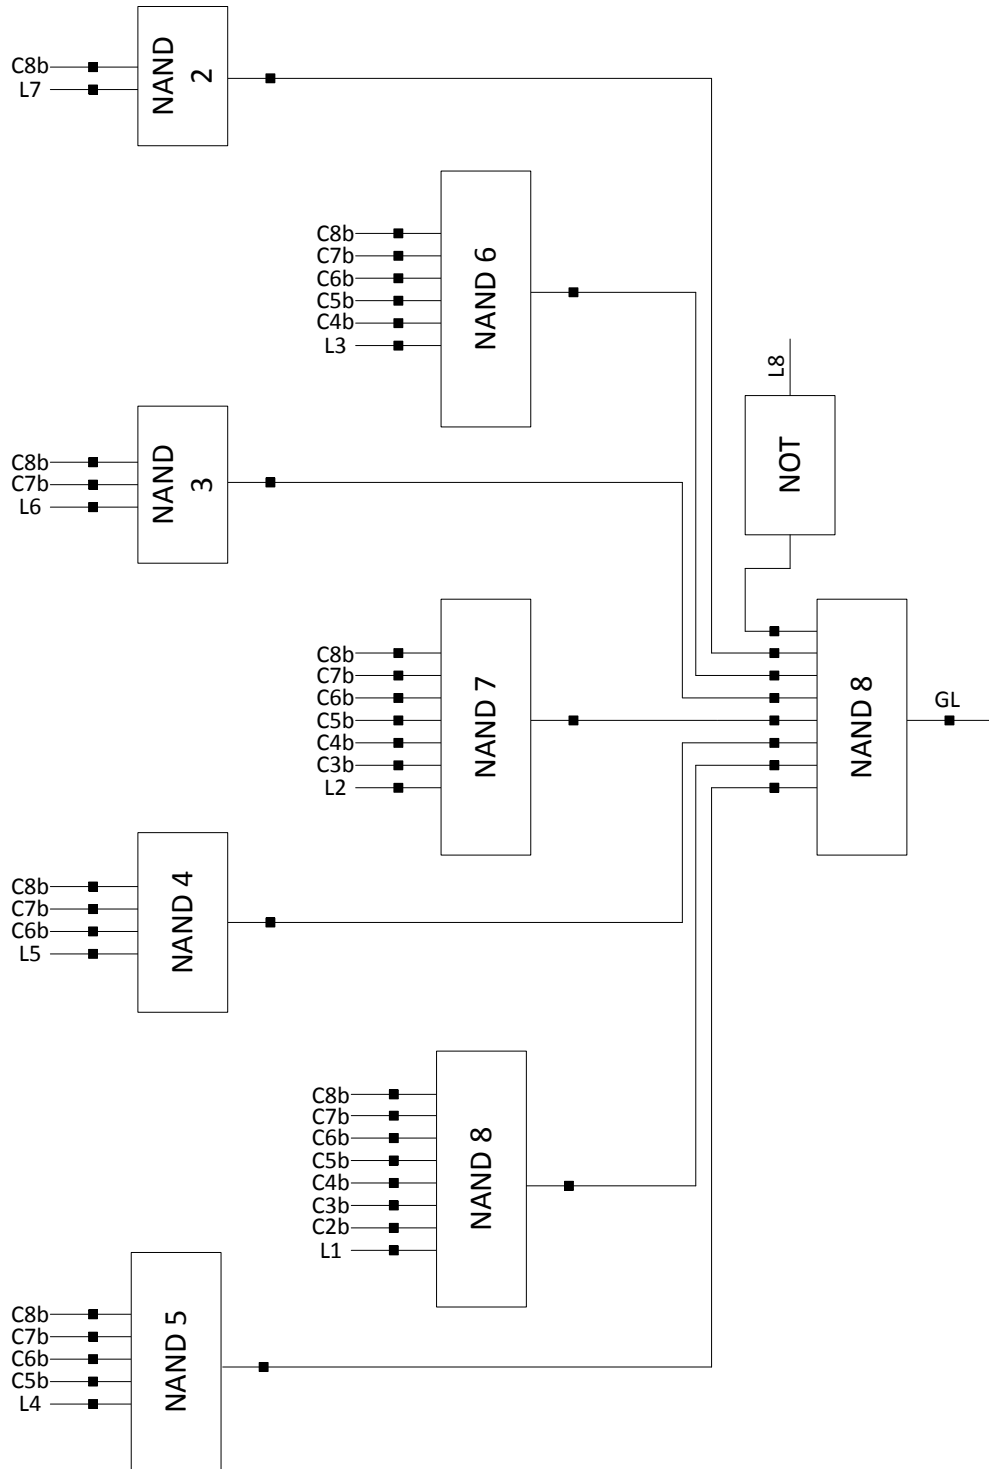 C8b
L7
NAND
2
C8b
C7b
C6b
C5b
C4b
L3
NAND 6
L8
NOT
C8b
C7b
L6
NAND
3
C8b
C7b
C6b
C5b
C4b
C3b
L2
NAND 7
NAND 8
GL
C8b
C7b
C6b
L5
NAND 4
C8b
C7b
C6b
C5b
C4b
C3b
C2b
L1
NAND 8
C8b
C7b
C6b
C5b
L4
NAND 5